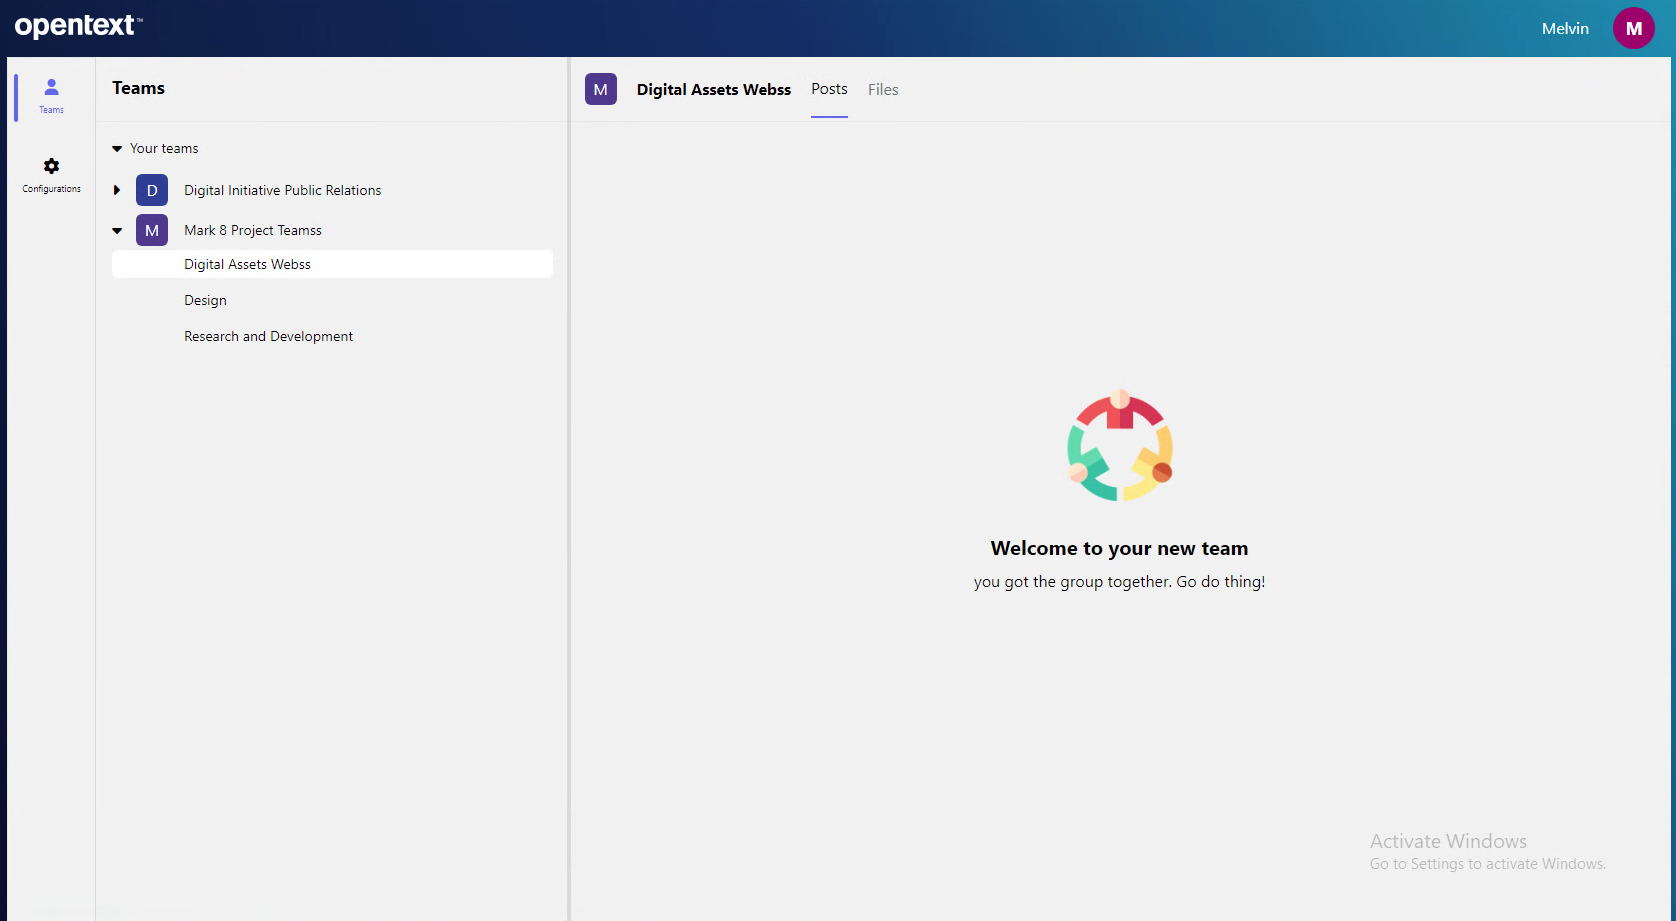 opentext™
Melvin
M
Teams
Configurations
Teams
Your teams
D Digital Initiative Public Relations
M Mark 8 Project Teamss
Digital Assets Webss
Design
Research and Development
M Digital Assets Webss Posts Files
Welcome to your new team
you got the group together. Go do thing!
Activate Windows
Go to Settings to activate Windows.